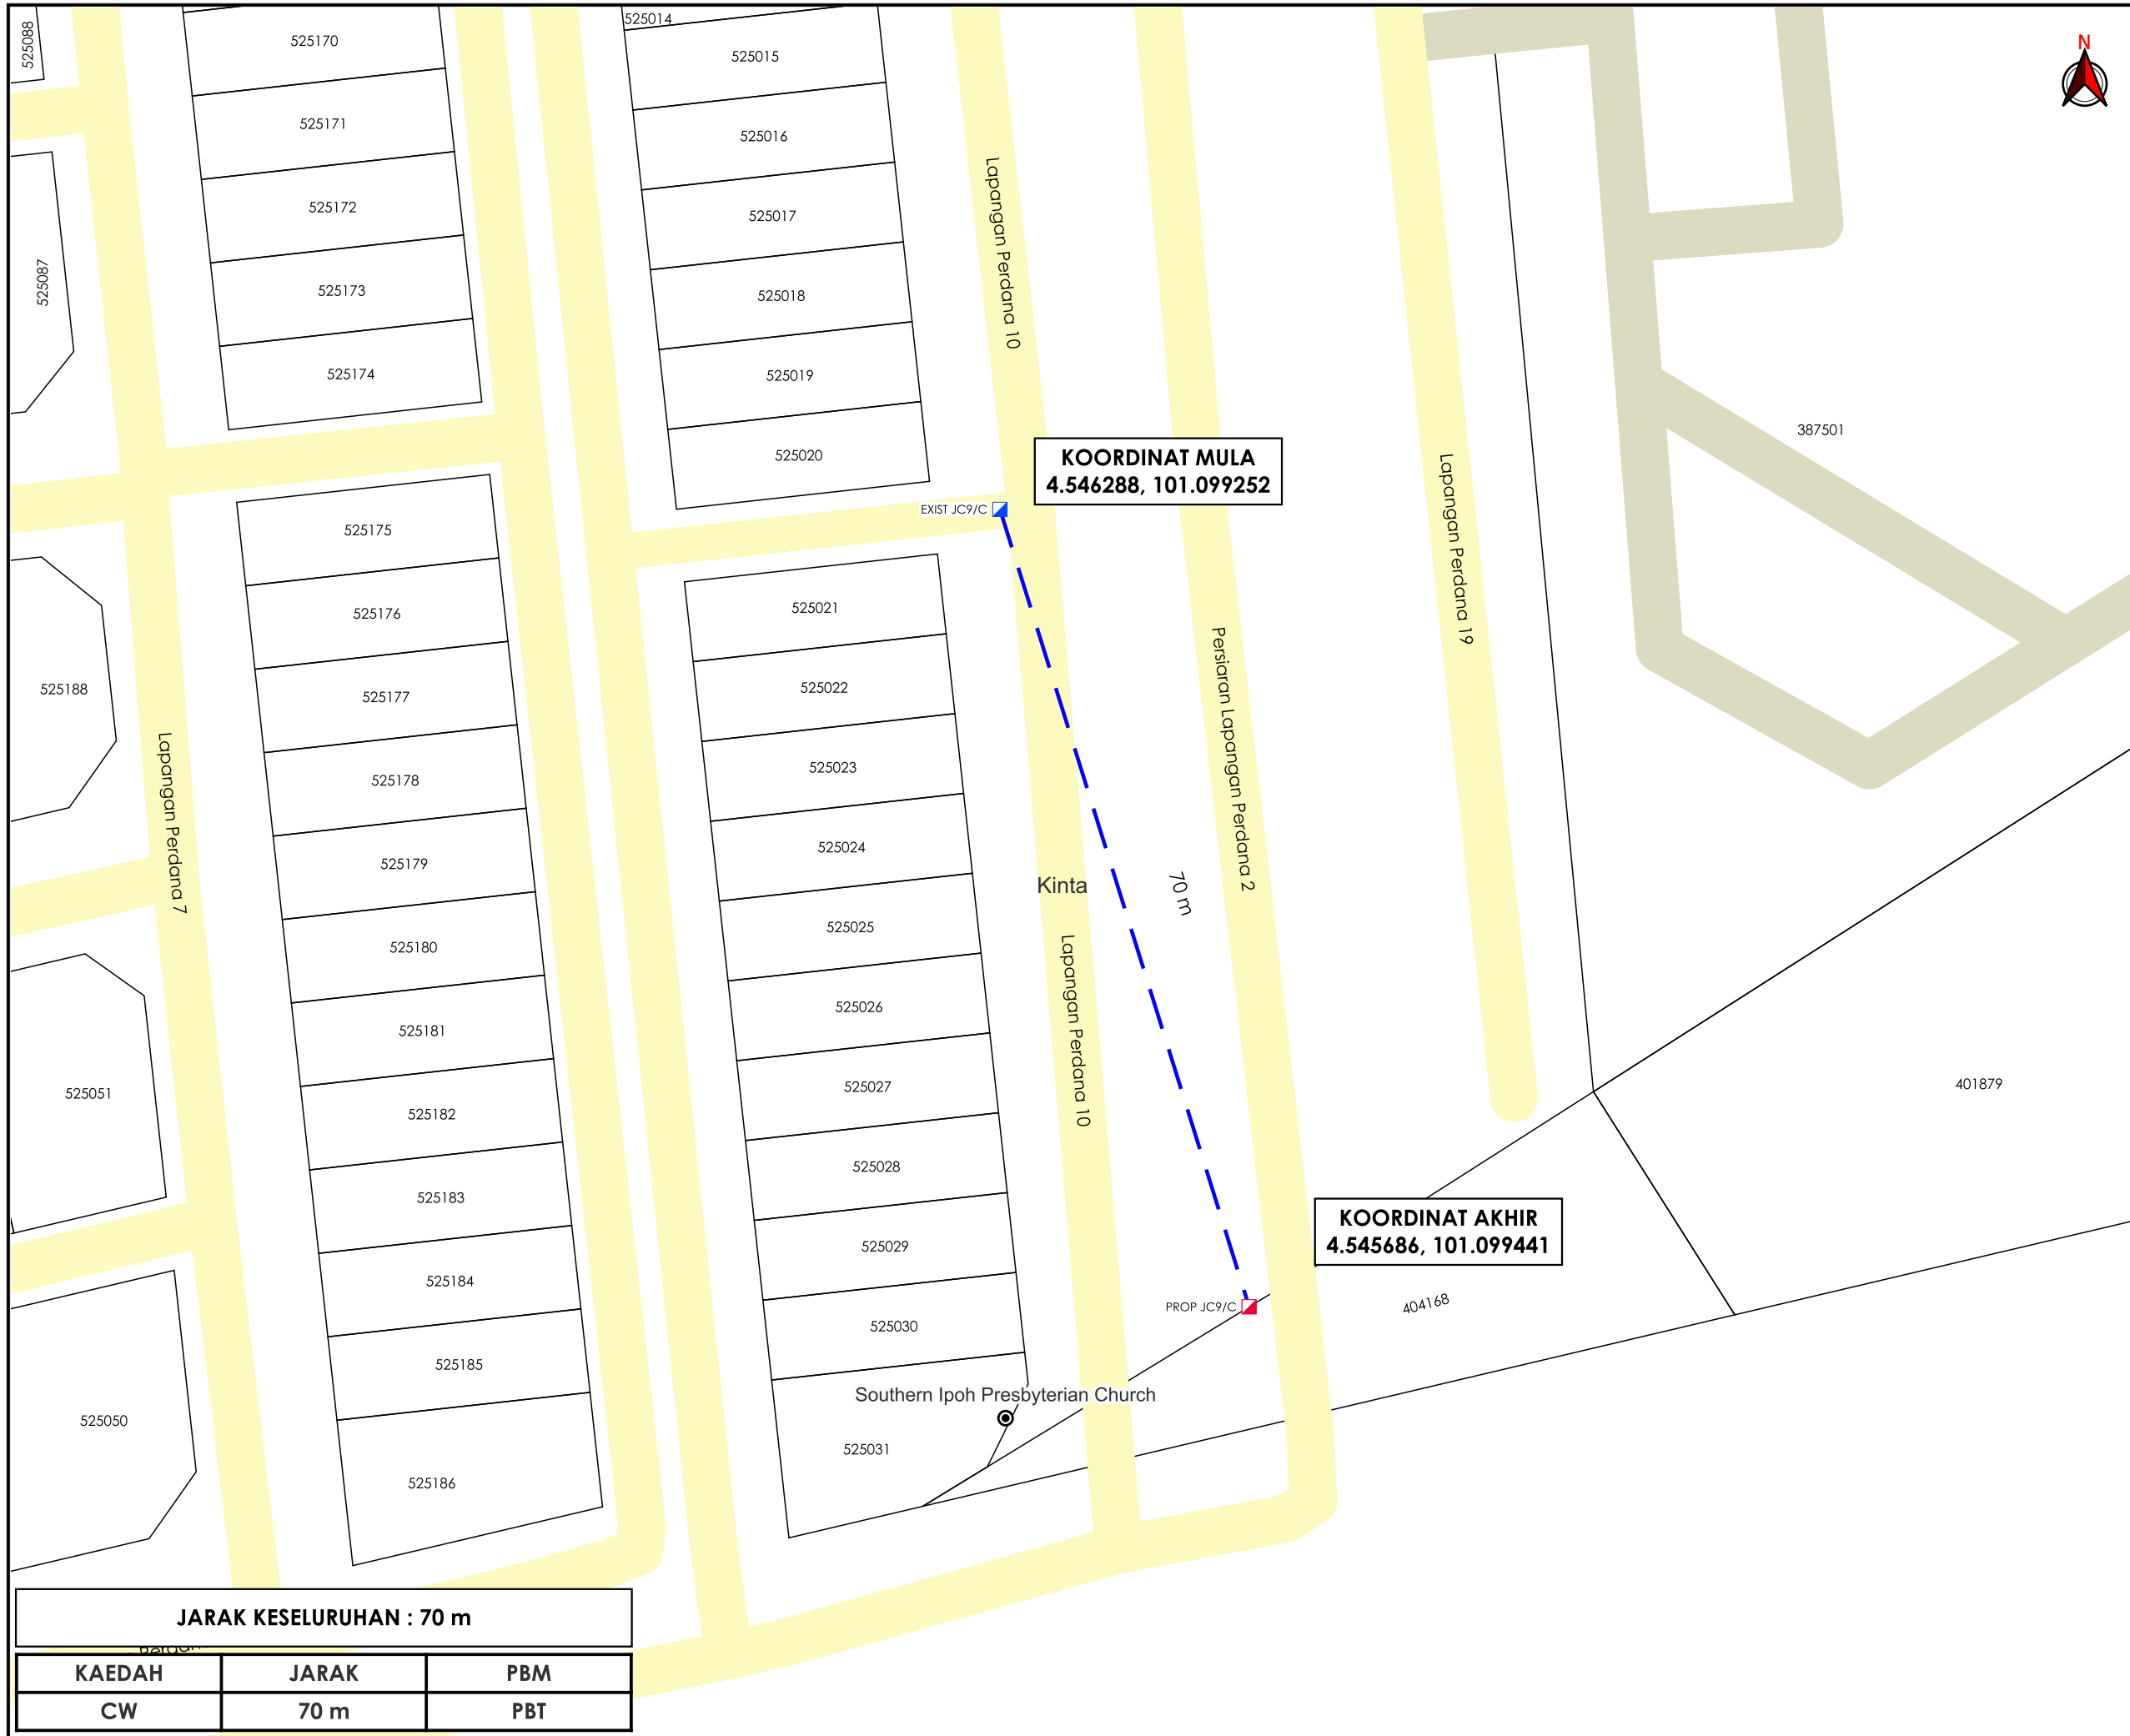 525088
525170
525014
525015
N
525171
525016
525172
525017
Lapangan Perdana 10
525087
525173
525018
525174
525019
387501
525020
KOORDINAT MULA
4.546288, 101.099252
EXIST JC9/C
Lapangan Perdana 19
525175
525176
525021
525188
525177
525022
Persiaran Lapangan Perdana 2
525178
525023
Lapangan Perdana 7
525179
525024
Kinta
70 m
525180
525025
525181
525026
Lapangan Perdana 10
525051
525182
525027
401879
525183
525028
KOORDINAT AKHIR
4.545686, 101.099441
525184
525029
PROP JC9/C
404168
525185
525030
Southern Ipoh Presbyterian Church
525050
525186
525031
JARAK KESELURUHAN : 70 m
KAEDAH JARAK PBM
CW 70 m PBT